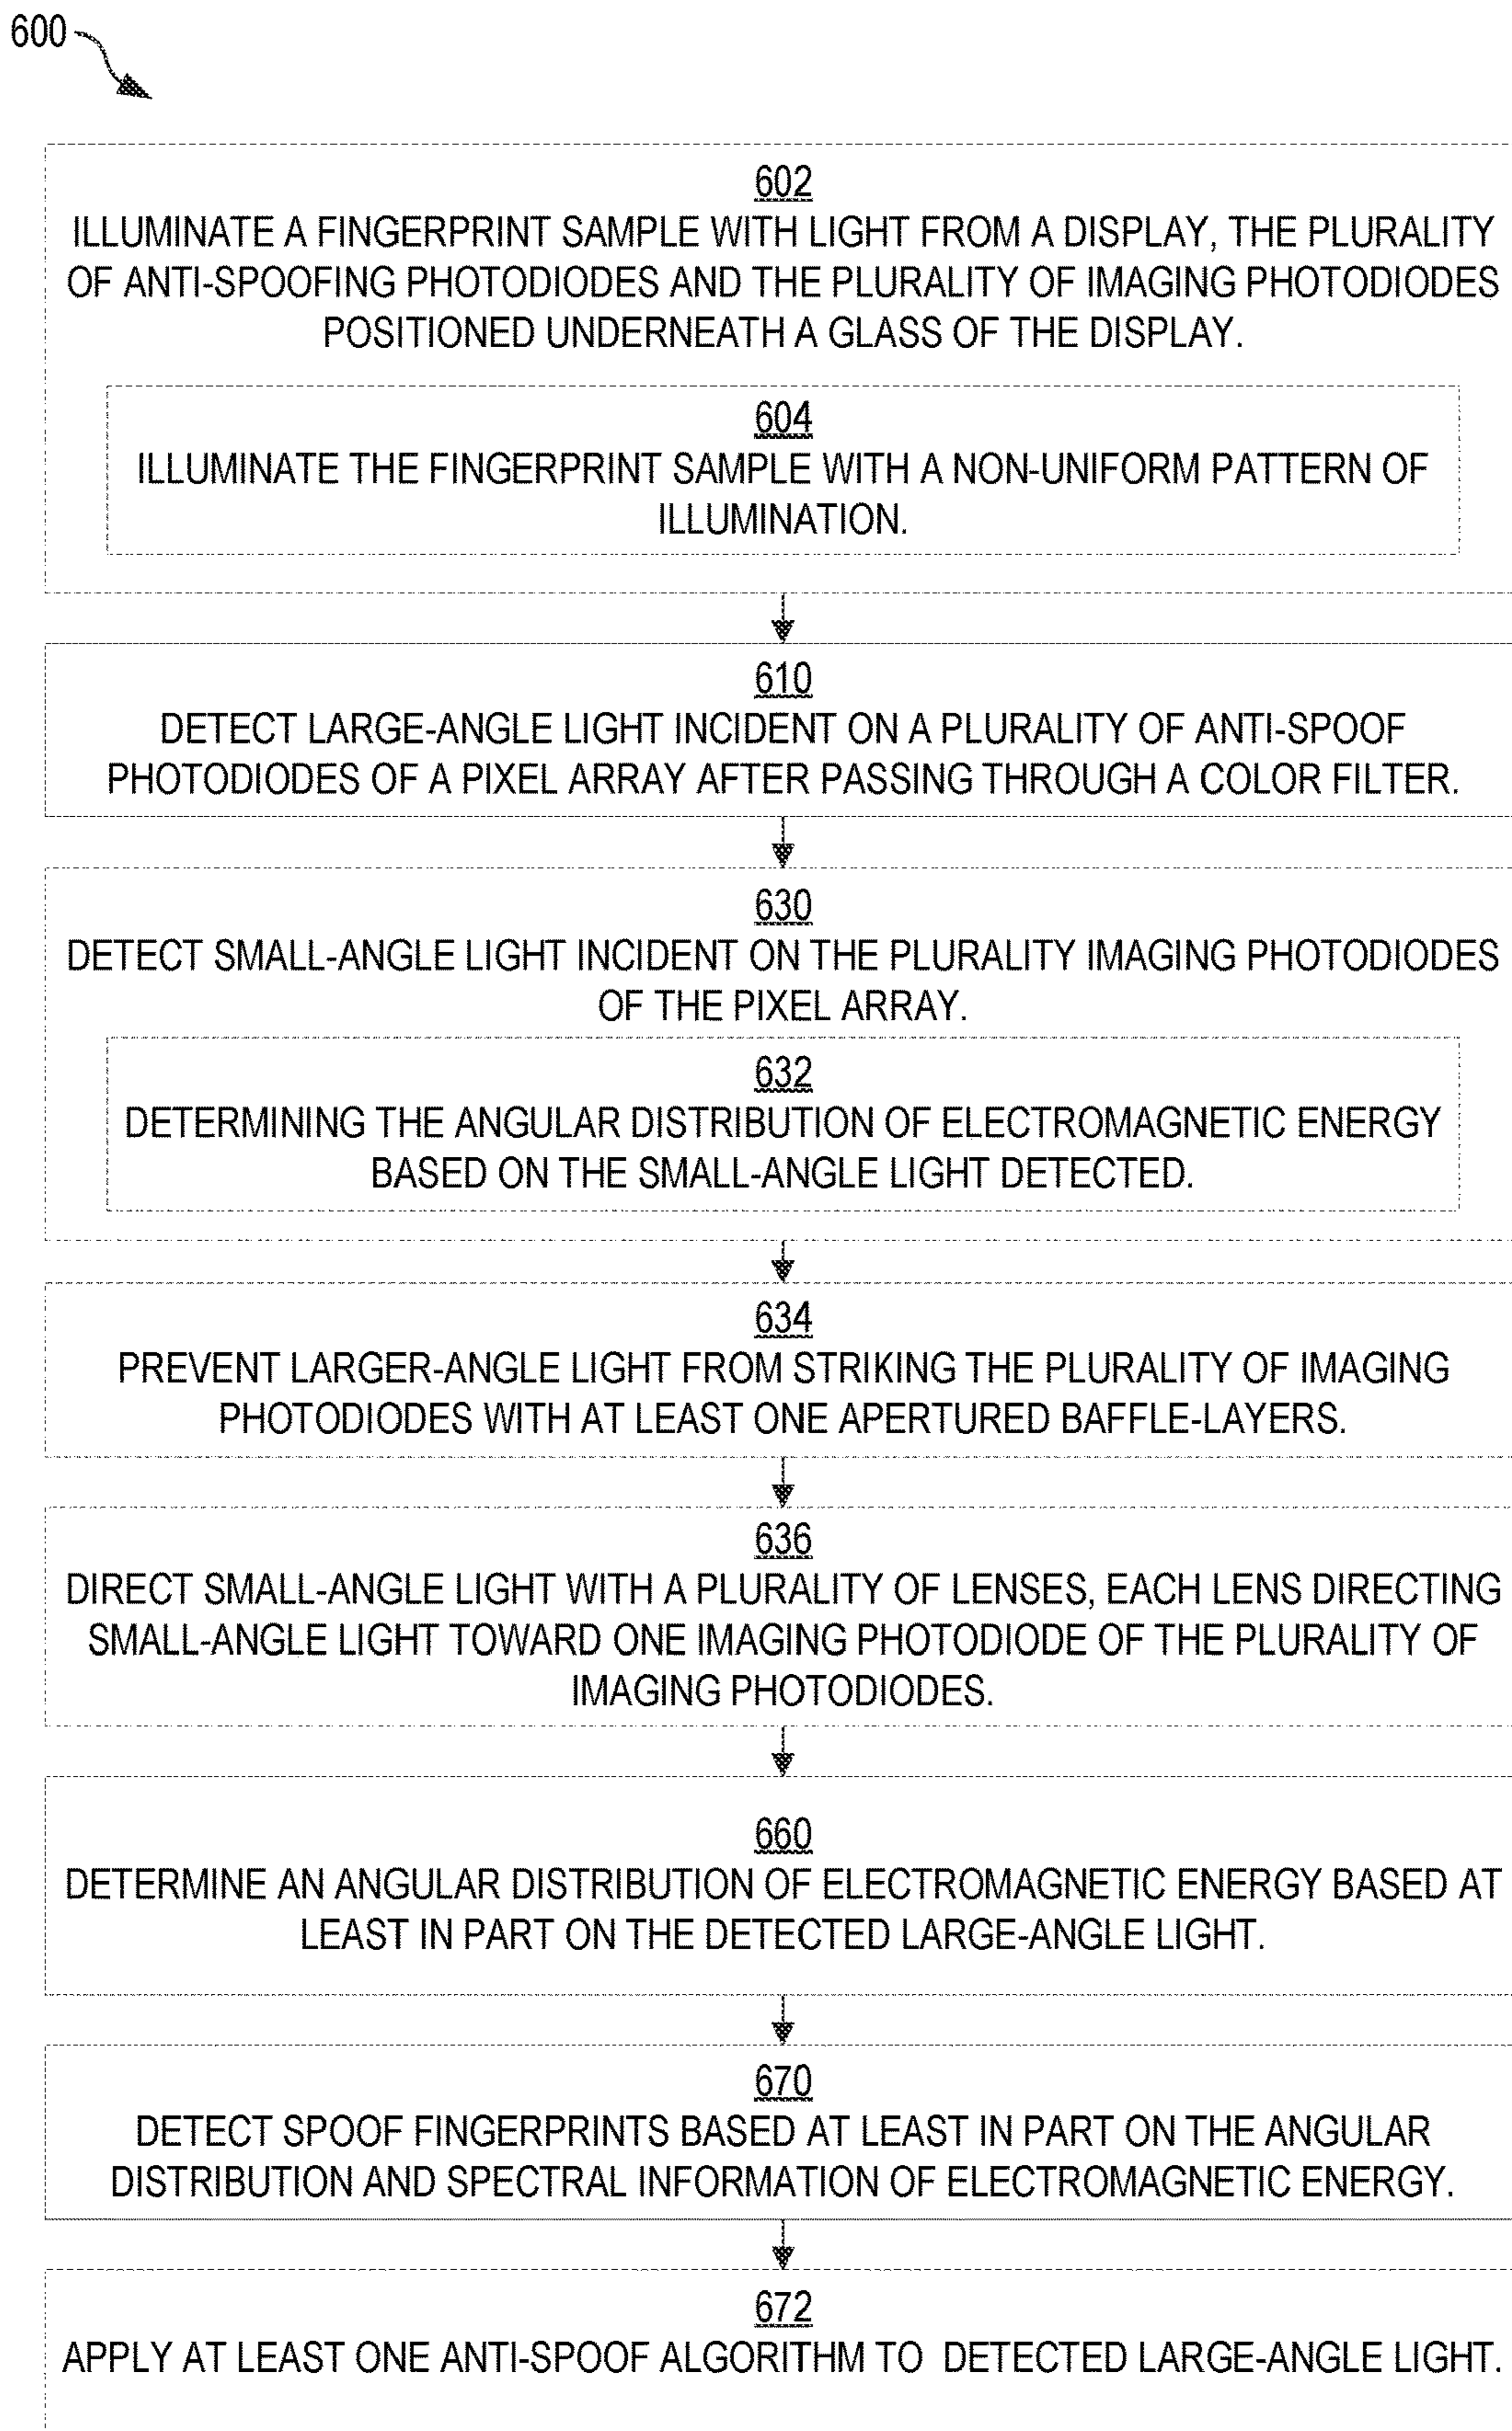 600
602
ILLUMINATE A FINGERPRINT SAMPLE WITH LIGHT FROM A DISPLAY, THE PLURALITY
OF ANTI-SPOOFING PHOTODIODES AND THE PLURALITY OF IMAGING PHOTODIODES
POSITIONED UNDERNEATH A GLASS OF THE DISPLAY.
604
ILLUMINATE THE FINGERPRINT SAMPLE WITH A NON-UNIFORM PATTERN OF
ILLUMINATION.
610
DETECT LARGE-ANGLE LIGHT INCIDENT ON A PLURALITY OF ANTI-SPOOF
PHOTODIODES OF A PIXEL ARRAY AFTER PASSING THROUGH A COLOR FILTER.
630
DETECT SMALL-ANGLE LIGHT INCIDENT ON THE PLURALITY IMAGING PHOTODIODES
OF THE PIXEL ARRAY.
632
DETERMINING THE ANGULAR DISTRIBUTION OF ELECTROMAGNETIC ENERGY
BASED ON THE SMALL-ANGLE LIGHT DETECTED.
634
PREVENT LARGER-ANGLE LIGHT FROM STRIKING THE PLURALITY OF IMAGING
PHOTODIODES WITH AT LEAST ONE APERTURED BAFFLE-LAYERS.
636
DIRECT SMALL-ANGLE LIGHT WITH A PLURALITY OF LENSES, EACH LENS DIRECTING
SMALL-ANGLE LIGHT TOWARD ONE IMAGING PHOTODIODE OF THE PLURALITY OF
IMAGING PHOTODIODES.
660
DETERMINE AN ANGULAR DISTRIBUTION OF ELECTROMAGNETIC ENERGY BASED AT
LEAST IN PART ON THE DETECTED LARGE-ANGLE LIGHT.
670
DETECT SPOOF FINGERPRINTS BASED AT LEAST IN PART ON THE ANGULAR
DISTRIBUTION AND SPECTRAL INFORMATION OF ELECTROMAGNETIC ENERGY.
672
APPLY AT LEAST ONE ANTI-SPOOF ALGORITHM TO DETECTED LARGE-ANGLE LIGHT.